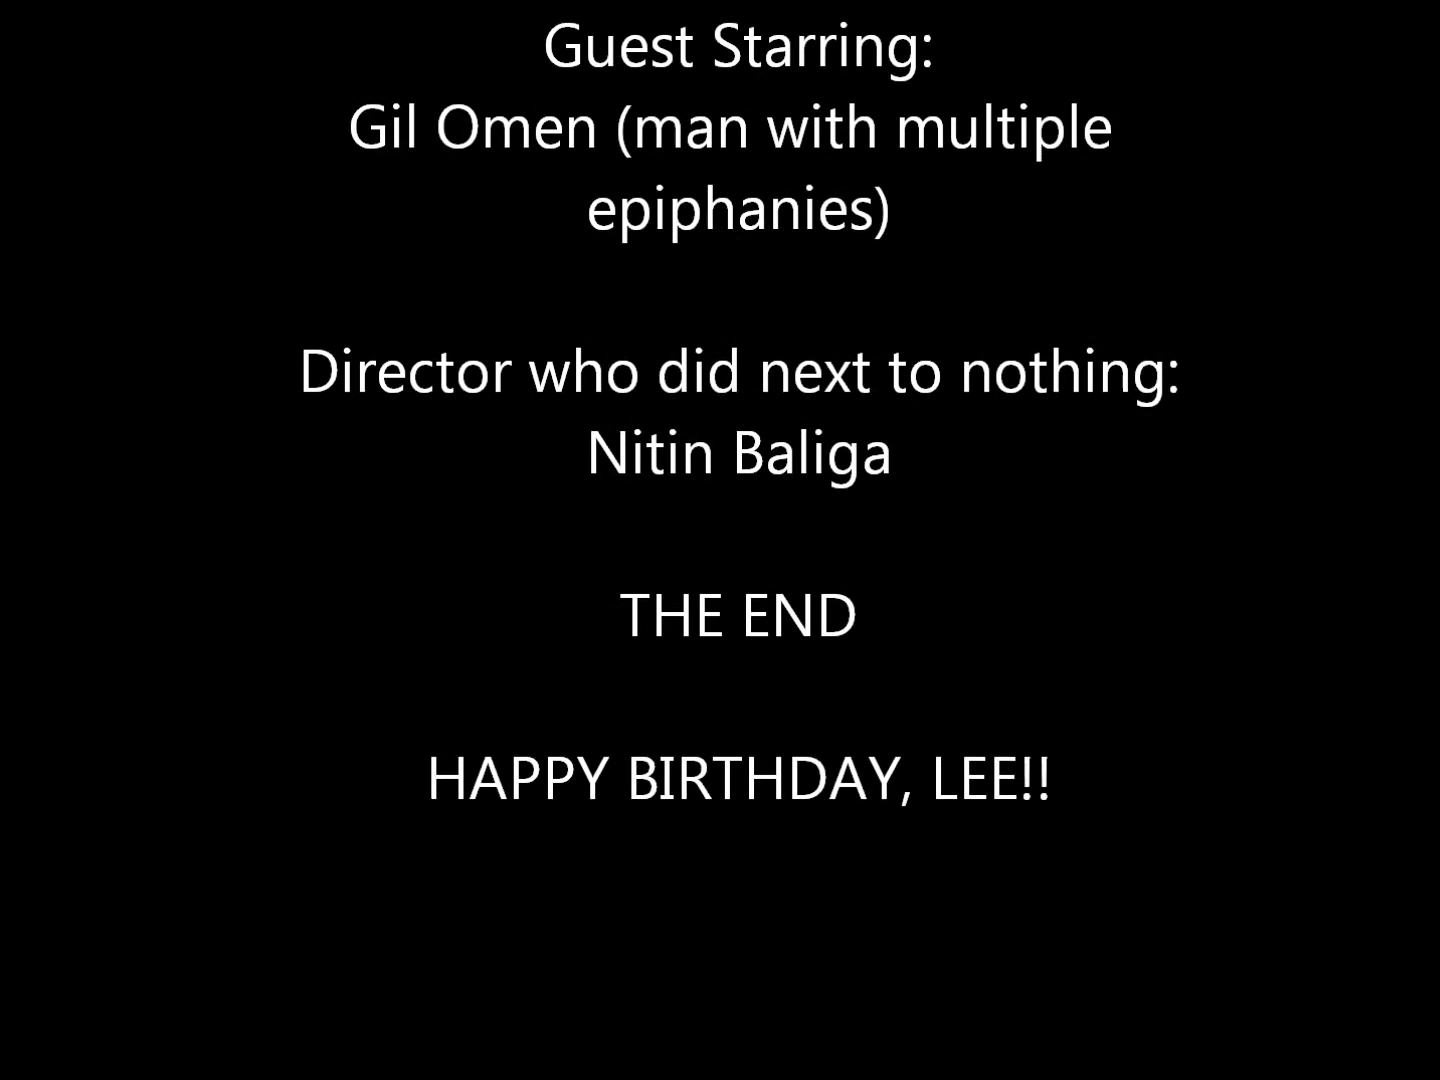 Guest Starring:
Gil Omen (man with multiple
epiphanies)
Director who did next to nothing:
Nitin Baliga
THE END
HAPPY BIRTHDAY, LEE!!